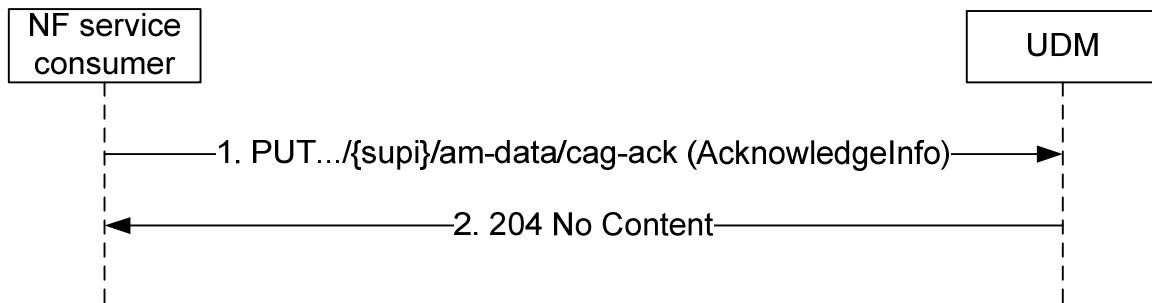 NF service
consumer
UDM
1. PUT.../{supi}/am-data/cag-ack (AcknowledgeInfo)
2. 204 No Content